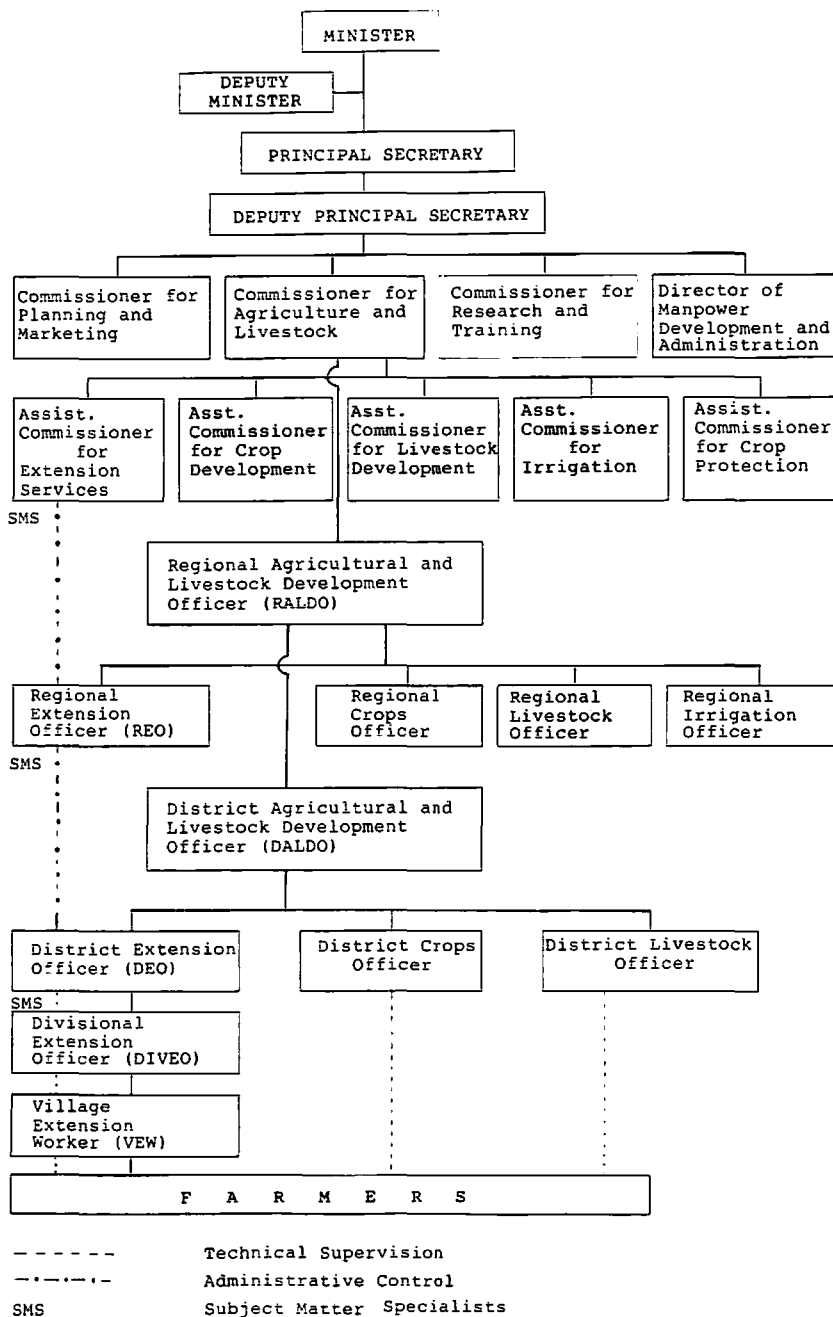 MINISTER
DEPUTY
MINISTER
PRINCIPAL SECRETARY
DEPUTY PRINCIPAL SECRETARY
Commissioner for
Planning and
Marketing
Commissioner for
Agriculture and
Livestock
Commissioner for
Research and
Training
Director of
Manpower
Development and
Administration
Assist.
Commissioner
for
Extension
Services
Asst.
Commissioner
for Crop
Development
Asst.
Commissioner
for Livestock
Development
Asst.
Commissioner
for
Irrigation
Assist.
Commissioner
for Crop
Protection
SMS
Regional Agricultural and
Livestock Development
Officer (RALDO)
Regional
Extension
Officer (REO)
Regional
Crops
Officer
Regional
Livestock
Officer
Regional
Irrigation
Officer
SMS
District Agricultural and
Livestock Development
Officer (DALDO)
District Extension
Officer (DEO)
District Crops
Officer
District Livestock
Officer
SMS
Divisional
Extension
Officer (DIVEO)
Village
Extension
Worker (VEW)
F A R M E R S
Technical Supervision
Administrative Control
SMS Subject Matter Specialists